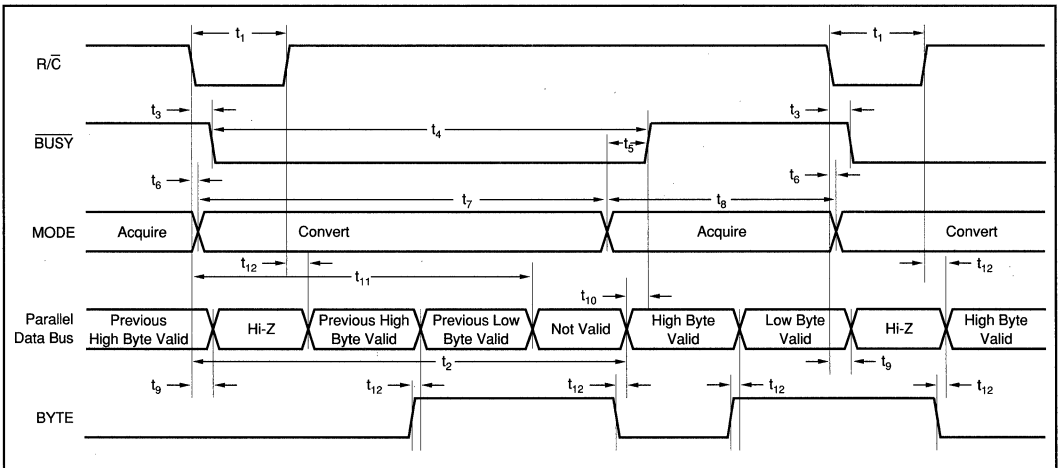 t1 t1
R/C̅
t3 t3
B̅U̅S̅Y̅ t4
t5
t6 t6
t7 t8
MODE Acquire Convert Acquire Convert
t12 t11 t12
t10
Parallel Data Bus
Previous High Byte Valid
Hi-Z
Previous High Byte Valid
Previous Low Byte Valid
Not Valid
High Byte Valid
Low Byte Valid
Hi-Z
High Byte Valid
t2
t9 t12 t12 t12 t9 t12
BYTE